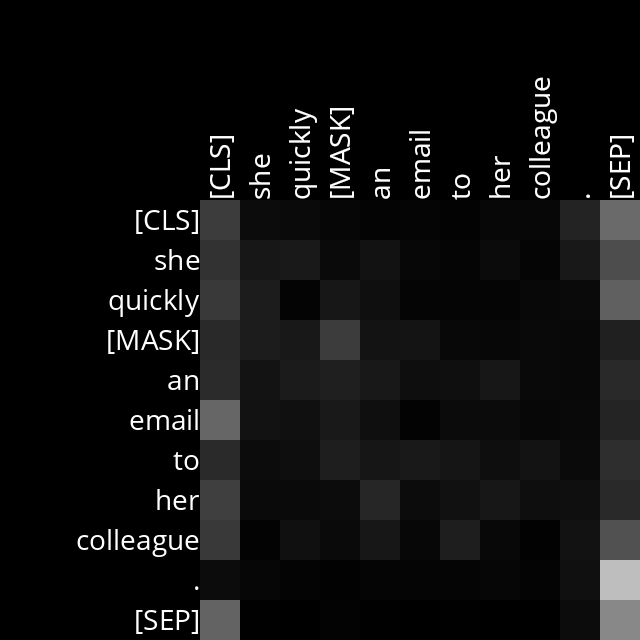 [CLS] she quickly [MASK] an email to her colleague . [SEP]
[CLS]
she
quickly
[MASK]
an
email
to
her
colleague
.
[SEP]